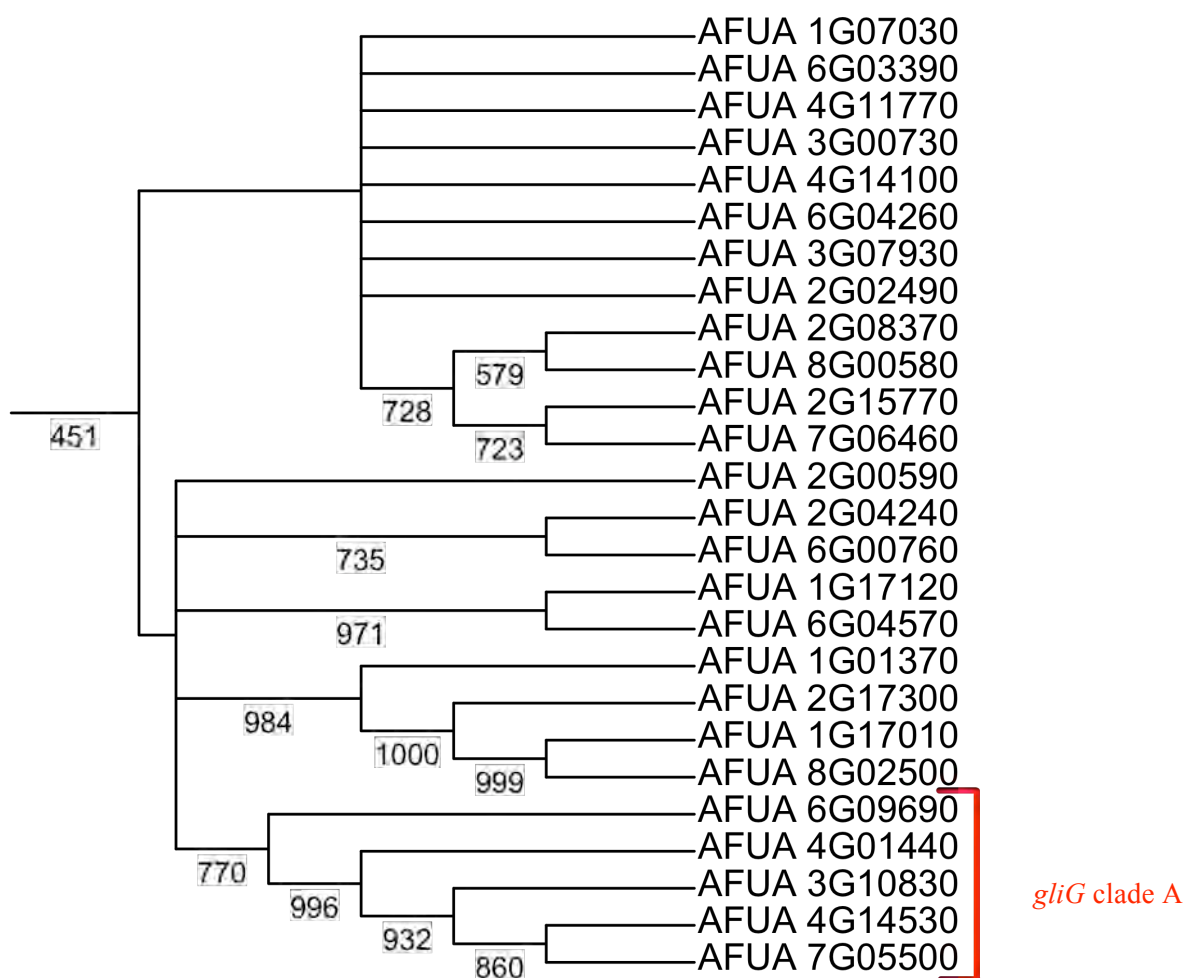 AFUA 1G07030
AFUA 6G03390
AFUA 4G11770
AFUA 3G00730
AFUA 4G14100
AFUA 6G04260
AFUA 3G07930
AFUA 2G02490
AFUA 2G08370
579
AFUA 8G00580
728
AFUA 2G15770
451
723
AFUA 7G06460
AFUA 2G00590
AFUA 2G04240
735
AFUA 6G00760
AFUA 1G17120
971
AFUA 6G04570
AFUA 1G01370
984
AFUA 2G17300
1000
AFUA 1G17010
999
AFUA 8G02500
AFUA 6G09690
770
AFUA 4G01440
996
AFUA 3G10830
gliG clade A
932
AFUA 4G14530
860
AFUA 7G05500